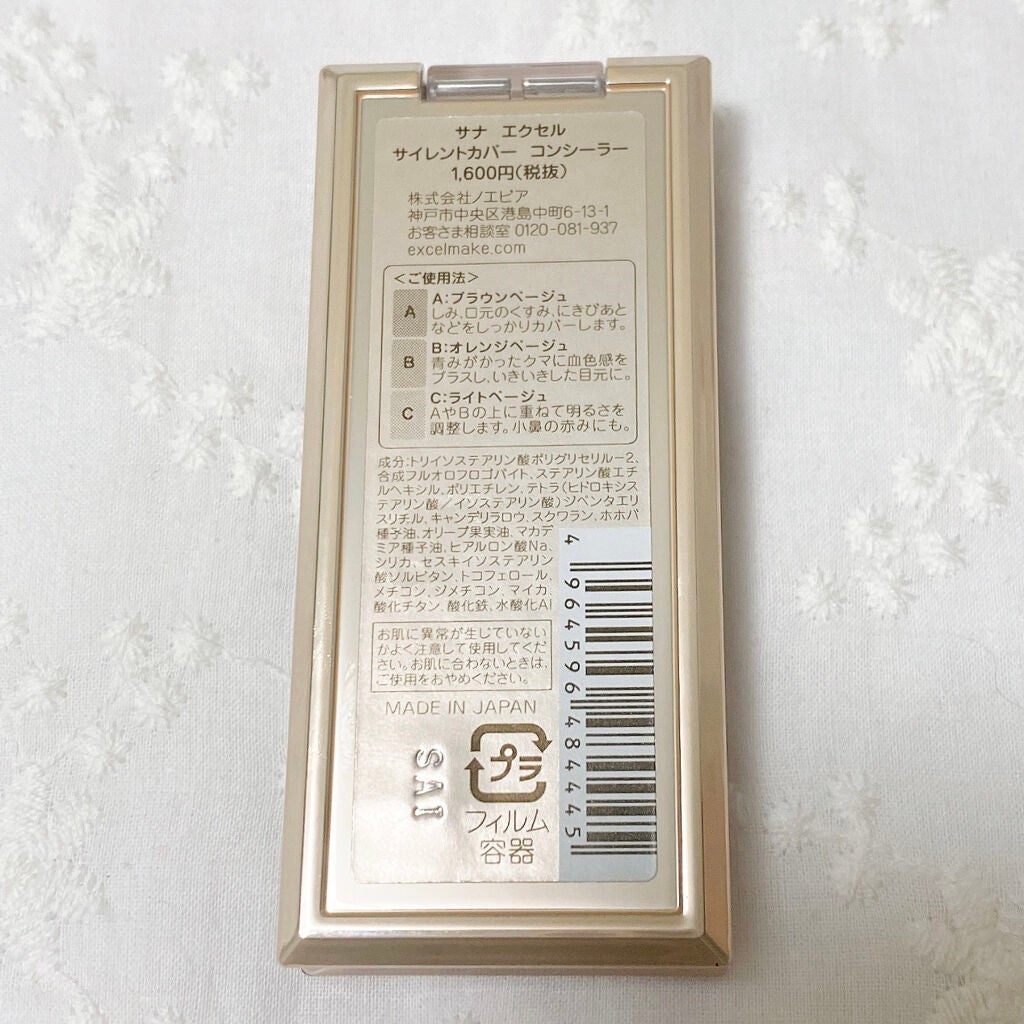 サナ エクセル
サイレントカバー コンシーラー
1,600円(税抜)
株式会社ノエビア
神戸市中央区港島中町6-13-1
お客さま相談室 0120-081-937
excelmake.com
<ご使用法>
A
A:ブラウンベージュ
しみ、口元のくすみ、にきびあと
などをしっかりカバーします。
B
B:オレンジベージュ
青みがかったクマに血色感を
プラスし、いきいきした目元に。
C
C:ライトベージュ
AやBの上に重ねて明るさを
調整します。小鼻の赤みにも。
成分:トリイソステアリン酸ポリグリセリル-2、
合成フルオロフロゴパイト、ステアリン酸エチ
ルヘキシル、ポリエチレン、テトラ(ヒドロキシス
テアリン酸/イソステアリン酸)ジペンタエリ
スリチル、キャンデリラロウ、スクワラン、ホホバ
種子油、オリーブ果実油、マカデ
ミア種子油、ヒアルロン酸Na、
シリカ、セスキイソステアリン
酸ソルビタン、トコフェロール、
メチコン、ジメチコン、マイカ、
酸化チタン、酸化鉄、水酸化Al
お肌に異常が生じていない
かよく注意して使用してくだ
さい。お肌に合わないときは、
ご使用をおやめください。
MADE IN JAPAN
プラ
フィルム
容器
SA1
4 964596 484445